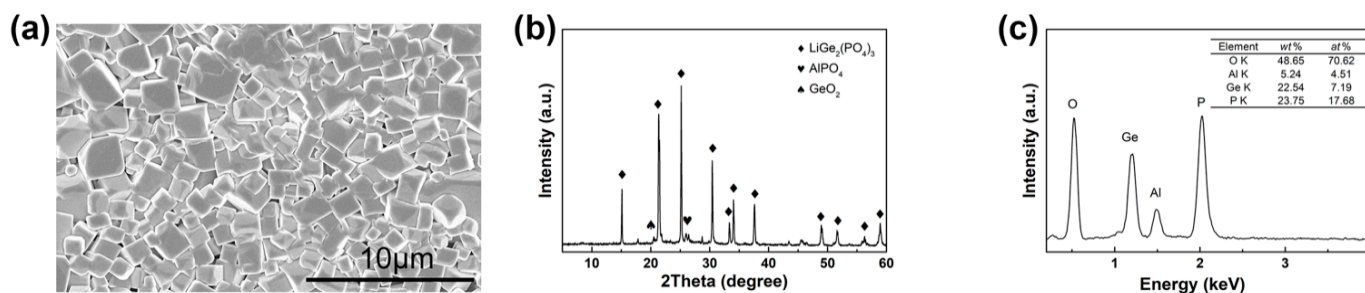 (a)
10μm
(b)
Intensity (a.u.)
♦ LiGe₂(PO₄)₃
♥ AlPO₄
♠ GeO₂
10 20 30 40 50 60
2Theta (degree)
(c)
Intensity (a.u.)
Element wt% at%
O K 48.65 70.62
Al K 5.24 4.51
Ge K 22.54 7.19
P K 23.75 17.68
O
Ge
Al
P
1 2 3
Energy (keV)